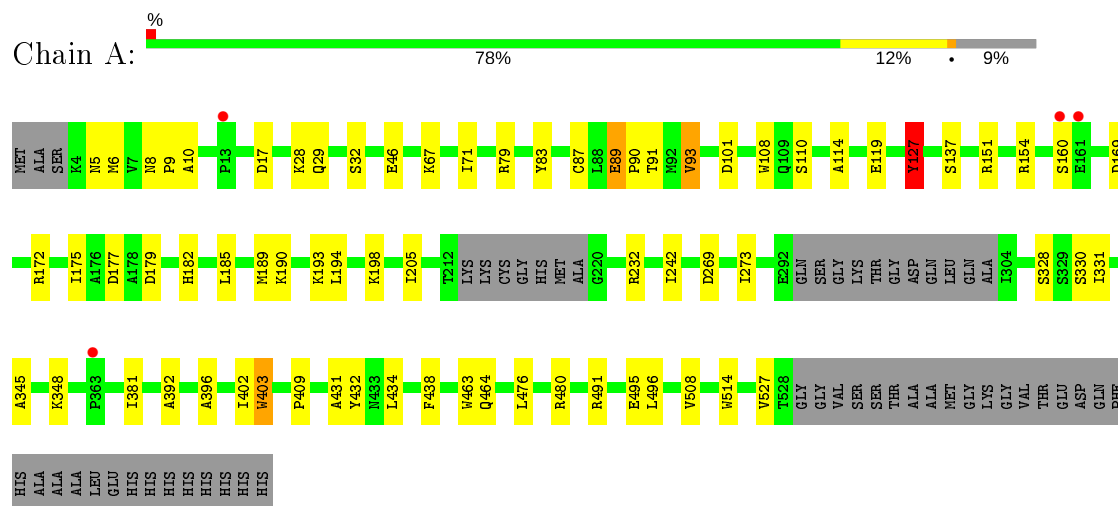 %
Chain A:
78% 12% • 9%
MET ALA SER K4 N5 M6 V7 N8 P9 A10 P13 D17 K28 Q29 S32 E46 K67 I71 R79 Y83 C87 L88 E89 P90 T91 M92 V93 D101 W108 Q109 S110 A114 E119 Y127 S137 R151 R154 S160 E161 D169
R172 I175 A176 D177 A178 D179 H182 L185 M189 K190 K193 L194 K198 I205 T212 LYS LYS CYS GLY HIS MET ALA G220 R232 I242 D269 I273 E292 GLN SER GLY LYS THR GLY ASP GLN LEU GLN ALA I304 S328 S329 S330 I331
A345 K348 P363 I381 A392 A396 I402 W403 P409 A431 Y432 N433 L434 F438 W463 Q464 L476 R480 R491 E495 L496 V508 W514 V527 T528 GLY GLY VAL SER SER THR ALA ALA MET GLY LYS GLY VAL THR GLU ASP GLN PHE
HIS ALA ALA ALA LEU GLU HIS HIS HIS HIS HIS HIS HIS HIS